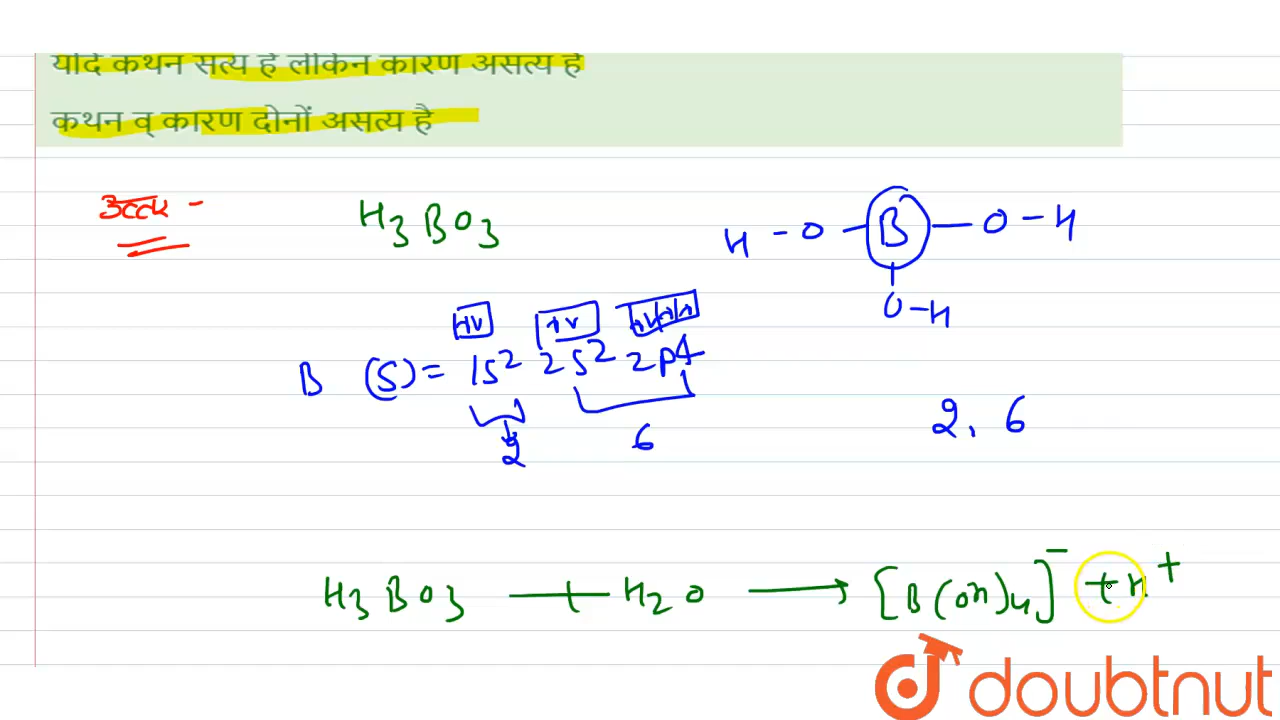 यदि कथन सत्य है लेकिन कारण असत्य है
कथन व् कारण दोनों असत्य है
उत्तर -
H3BO3
H - O - B - O - H
O - H
B (5) = 1s2 2s2 2p4
2
6
2, 6
H3BO3 + H2O → [B(OH)4]− + H+
doubtnut